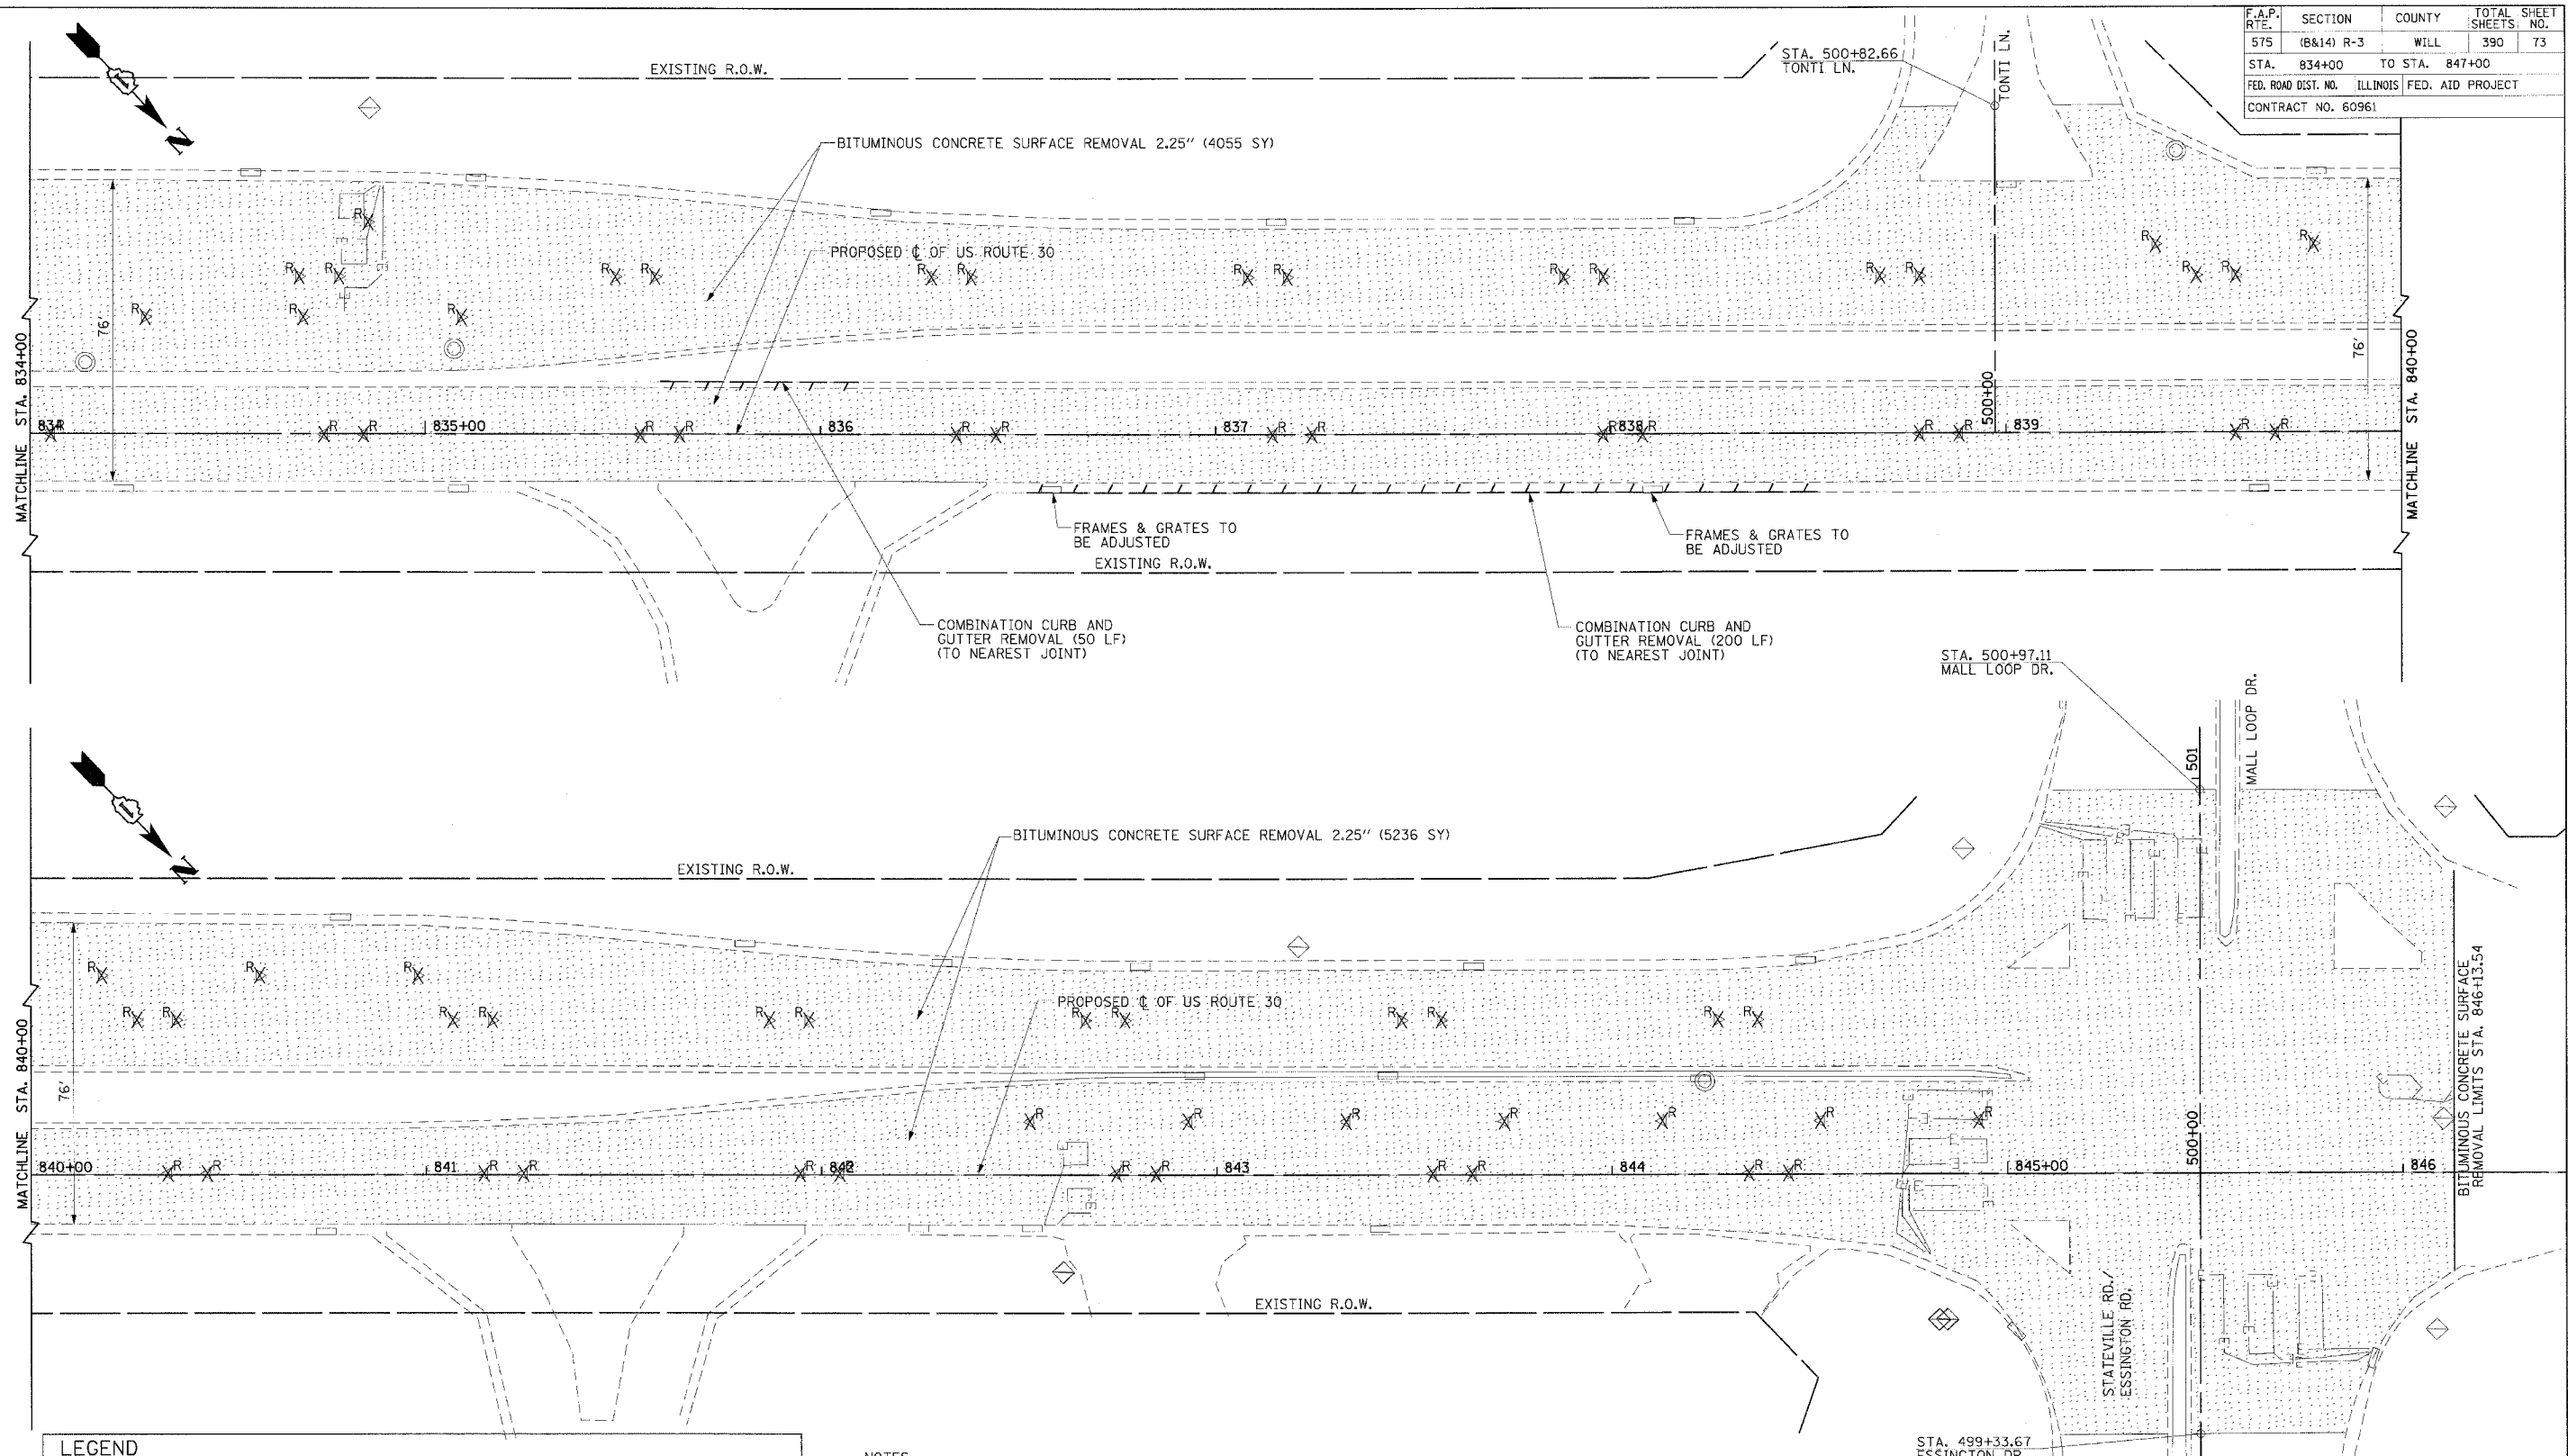 F.A.P. RTE. SECTION COUNTY TOTAL SHEETS SHEET NO.
575 (B&14) R-3 WILL 390 73
STA. 834+00 TO STA. 847+00
FED. ROAD DIST. NO. ILLINOIS FED. AID PROJECT
CONTRACT NO. 60961
N
EXISTING R.O.W.
STA. 500+82.66
TONTI LN.
TONTI LN.
BITUMINOUS CONCRETE SURFACE REMOVAL 2.25" (4055 SY)
PROPOSED ℄ OF US ROUTE 30
R R R R R R R R R R R R R R R R R R R R
76'
76'
MATCHLINE STA. 834+00
MATCHLINE STA. 840+00
500+00
834 R R R 835+00 R R 836 R R 837 R R R 838 R R R 839 R R
FRAMES & GRATES TO
BE ADJUSTED
FRAMES & GRATES TO
BE ADJUSTED
EXISTING R.O.W.
COMBINATION CURB AND
GUTTER REMOVAL (50 LF)
(TO NEAREST JOINT)
COMBINATION CURB AND
GUTTER REMOVAL (200 LF)
(TO NEAREST JOINT)
STA. 500+97.11
MALL LOOP DR.
MALL LOOP DR.
501
N
BITUMINOUS CONCRETE SURFACE REMOVAL 2.25" (5236 SY)
EXISTING R.O.W.
R R R
R R R R R R R R R R R R
PROPOSED ℄ OF US ROUTE 30
76'
MATCHLINE STA. 840+00
R R R R R R R
840+00 R R 841 R R R 842 R R R 843 R R 844 R R 845+00 846
500+00
BITUMINOUS CONCRETE SURFACE
REMOVAL LIMITS STA. 846+13.54
EXISTING R.O.W.
STATEVILLE RD./
ESSINGTON RD.
LEGEND
NOTES
STA. 499+33.67
ESSINGTON DR.